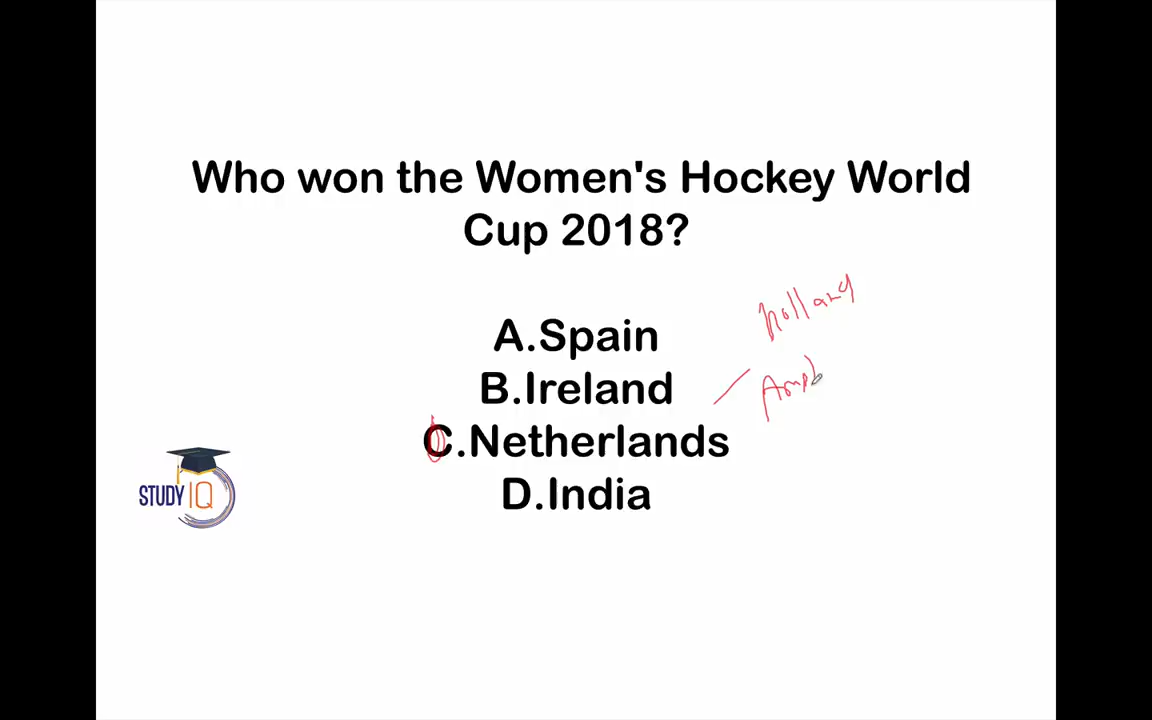 Who won the Women's Hockey World
Cup 2018?
Holland
A.Spain
B.Ireland
C.Netherlands
D.India
STUDY IQ